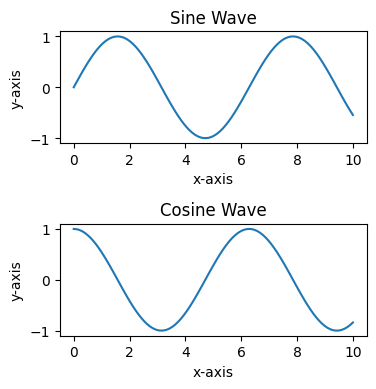 Sine Wave
1
0
−1
y-axis
0 2 4 6 8 10
x-axis
Cosine Wave
1
0
−1
y-axis
0 2 4 6 8 10
x-axis